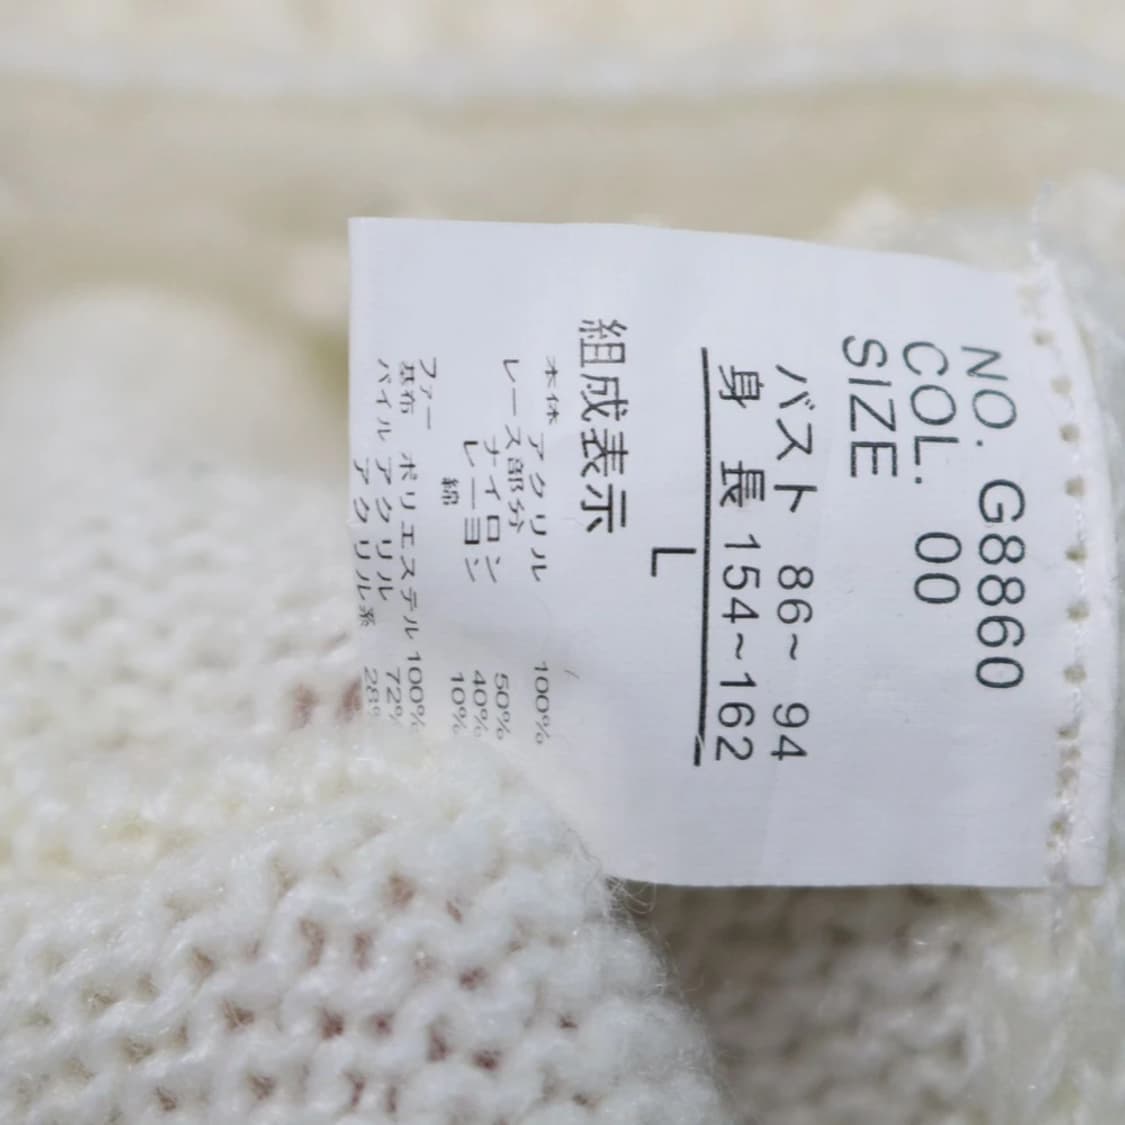 NO. G8860
COL. 00
SIZE
バスト 86~ 94
身 長 154~162
L
組成表示
本体 アクリル 100%
レース部分
ナイロン 50%
レーヨン 40%
綿 10%
ファー
基布 ポリエステル 100%
パイル アクリル 72%
アクリル系 28%